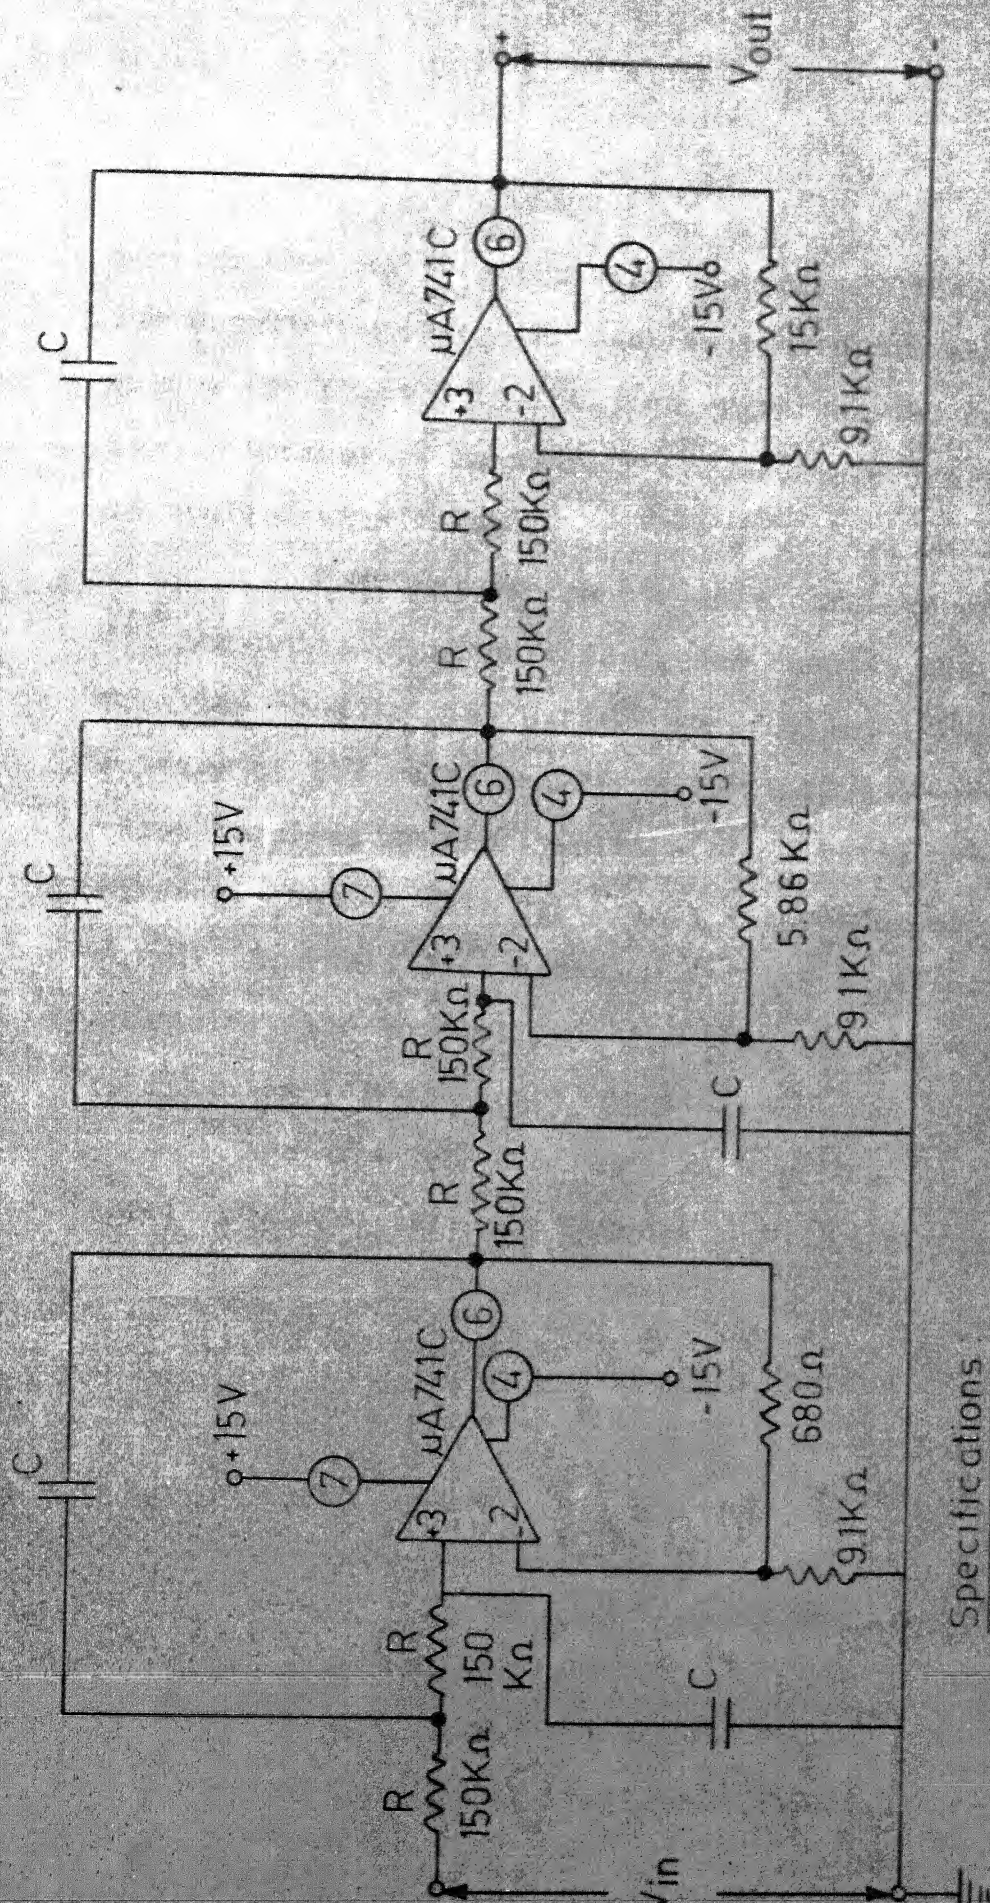 C
C
C
+15V
+15V
7
7
μA741C
μA741C
μA741C
+3
-2
6
4
-15V
+3
-2
6
4
-15V
+3
-2
6
4
-15V
R
150KΩ
R
150
KΩ
R
150KΩ
R
150KΩ
R
150KΩ
R
150KΩ
C
C
680Ω
9.1KΩ
5.86KΩ
9.1KΩ
15KΩ
9.1KΩ
+
Vout
-
Vin
Specifications.